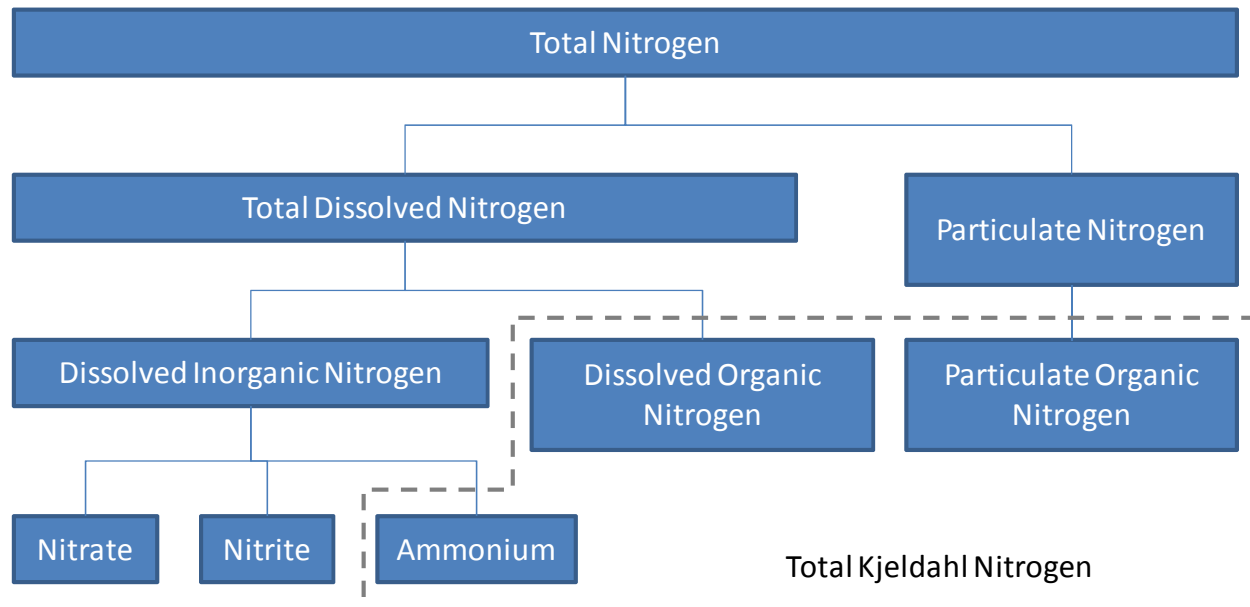 Total Nitrogen
Total Dissolved Nitrogen
Particulate Nitrogen
Dissolved Inorganic Nitrogen
Dissolved Organic
Nitrogen
Particulate Organic
Nitrogen
Nitrate
Nitrite
Ammonium
Total Kjeldahl Nitrogen